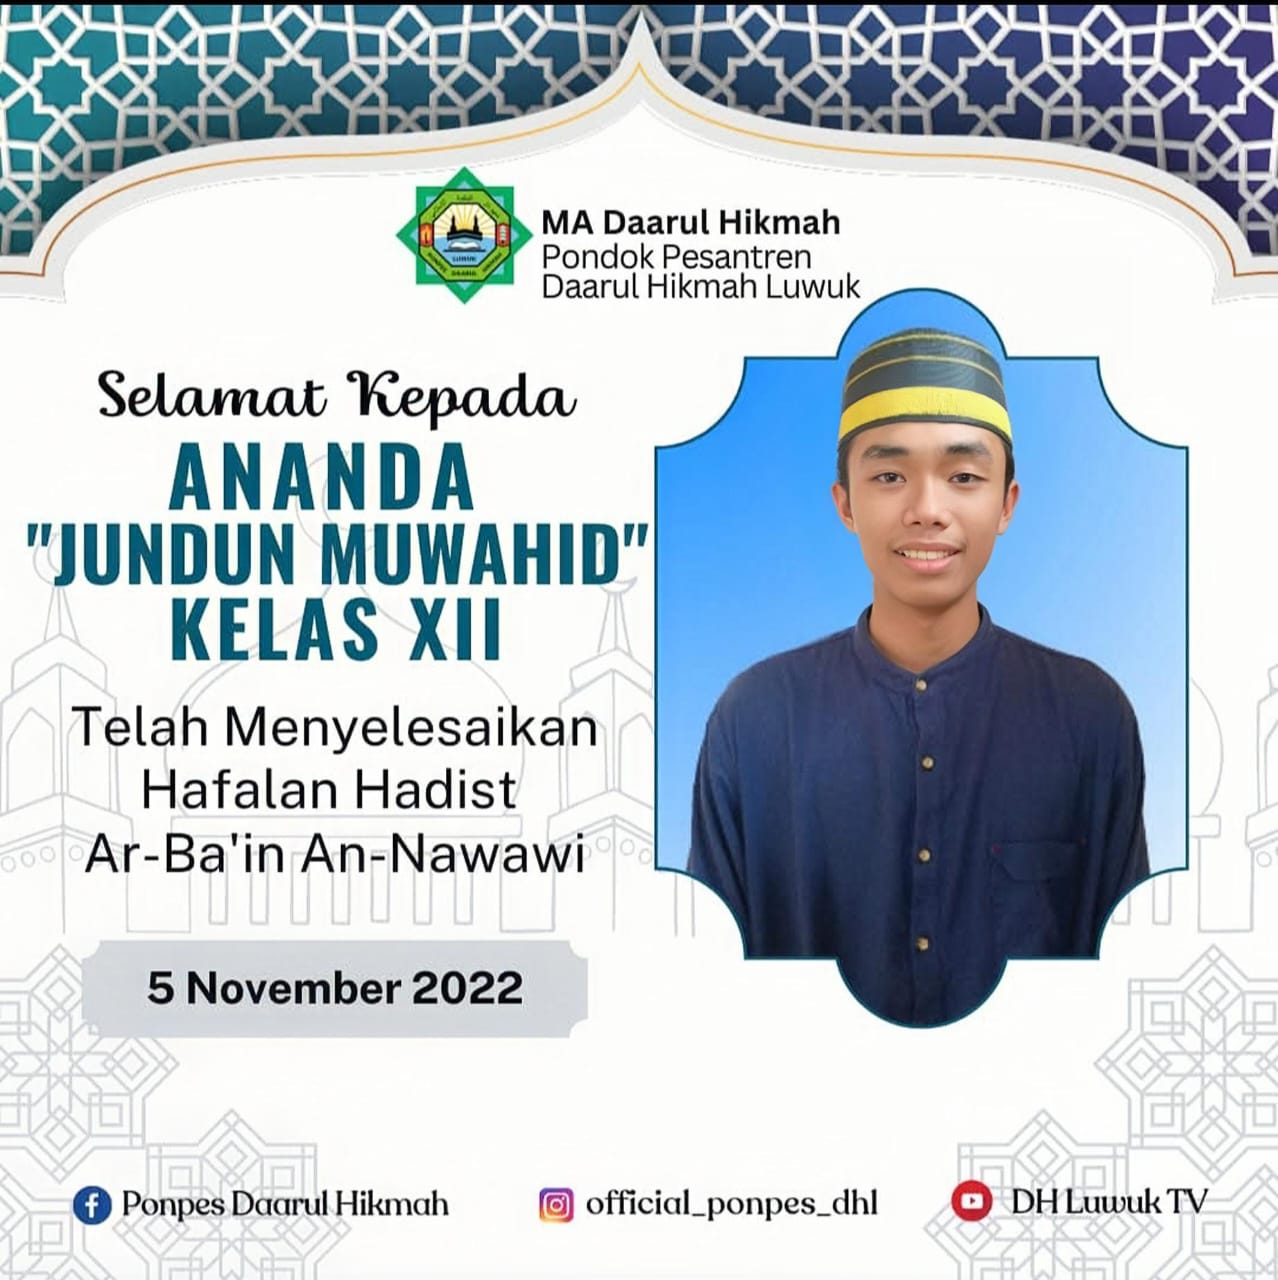 MA Daarul Hikmah
Pondok Pesantren
Daarul Hikmah Luwuk
Selamat Kepada
ANANDA
"JUNDUN MUWAHID"
KELAS XII
Telah Menyelesaikan
Hafalan Hadist
Ar-Ba'in An-Nawawi
5 November 2022
Ponpes Daarul Hikmah
official_ponpes_dhl
DH Luwuk TV